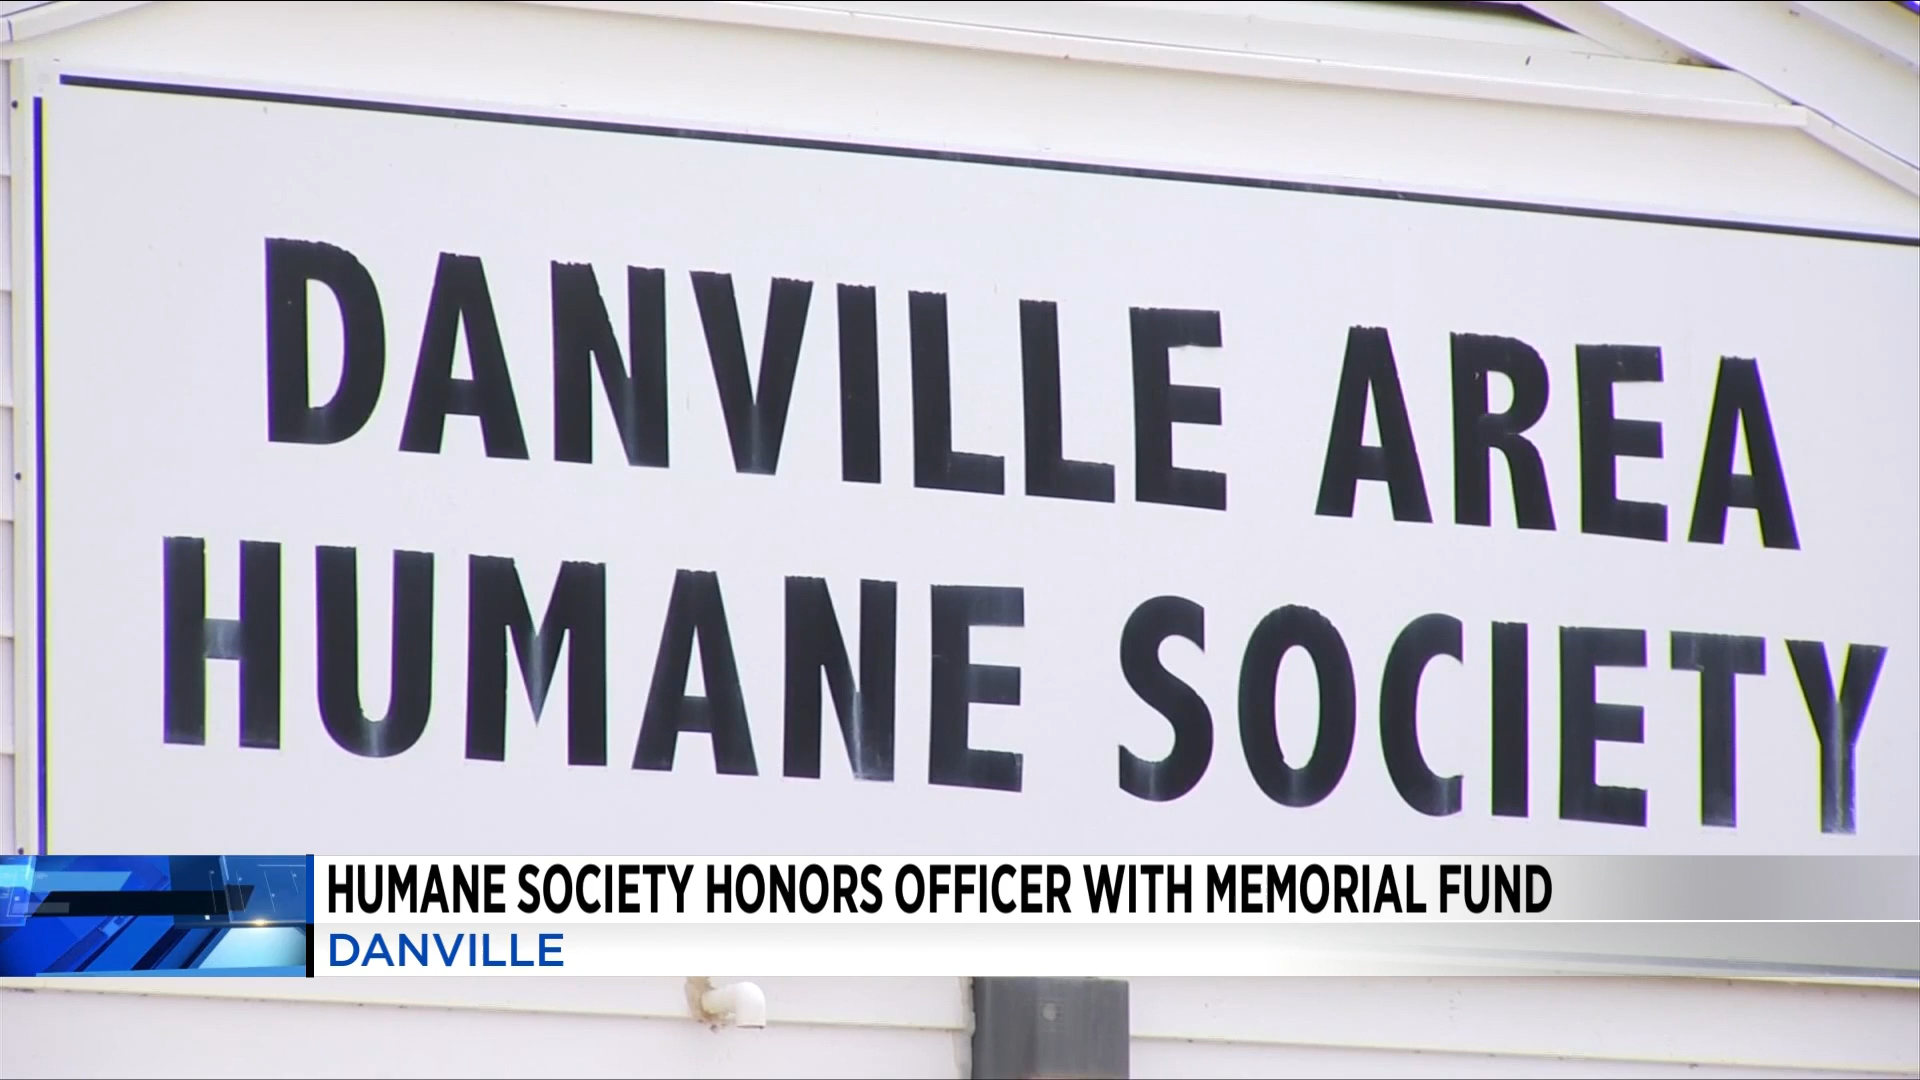 DANVILLE AREA
HUMANE SOCIETY
HUMANE SOCIETY HONORS OFFICER WITH MEMORIAL FUND
DANVILLE